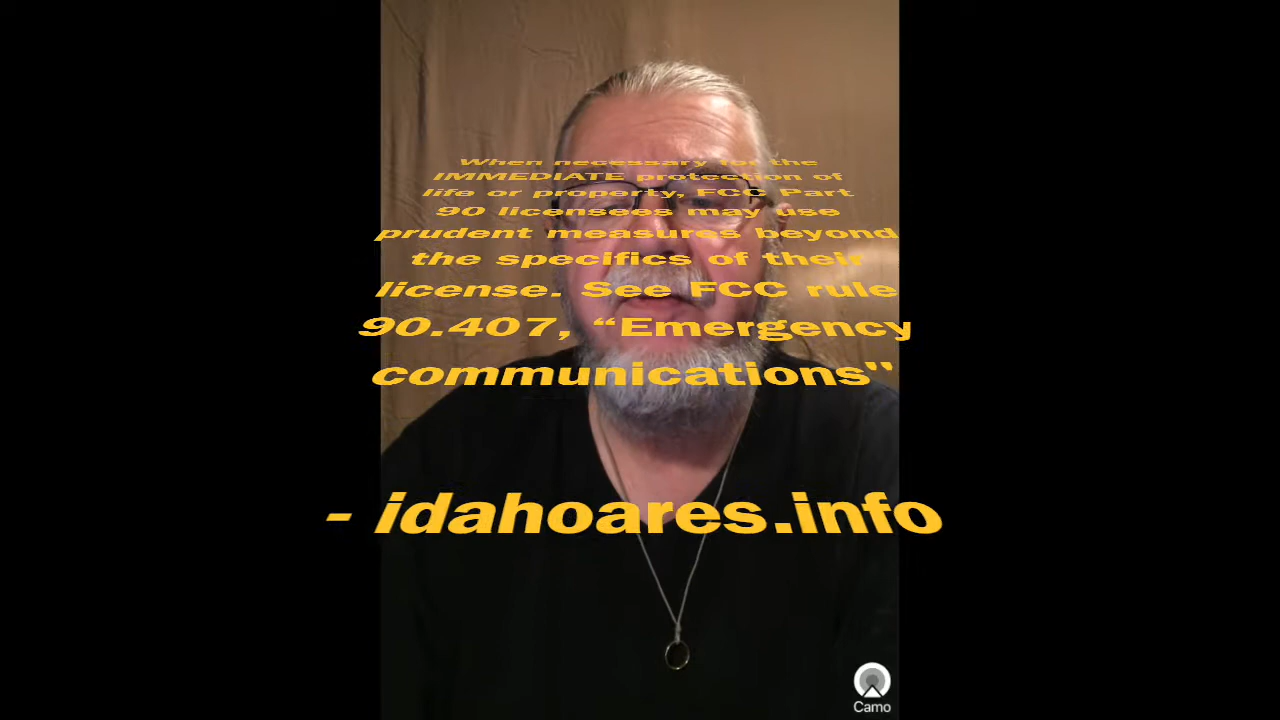 When necessary for the
IMMEDIATE protection of
life or property, FCC Part
90 licensees may use
prudent measures beyond
the specifics of their
license. See FCC rule
90.407, “Emergency
communications"
- idahoares.info
Camo